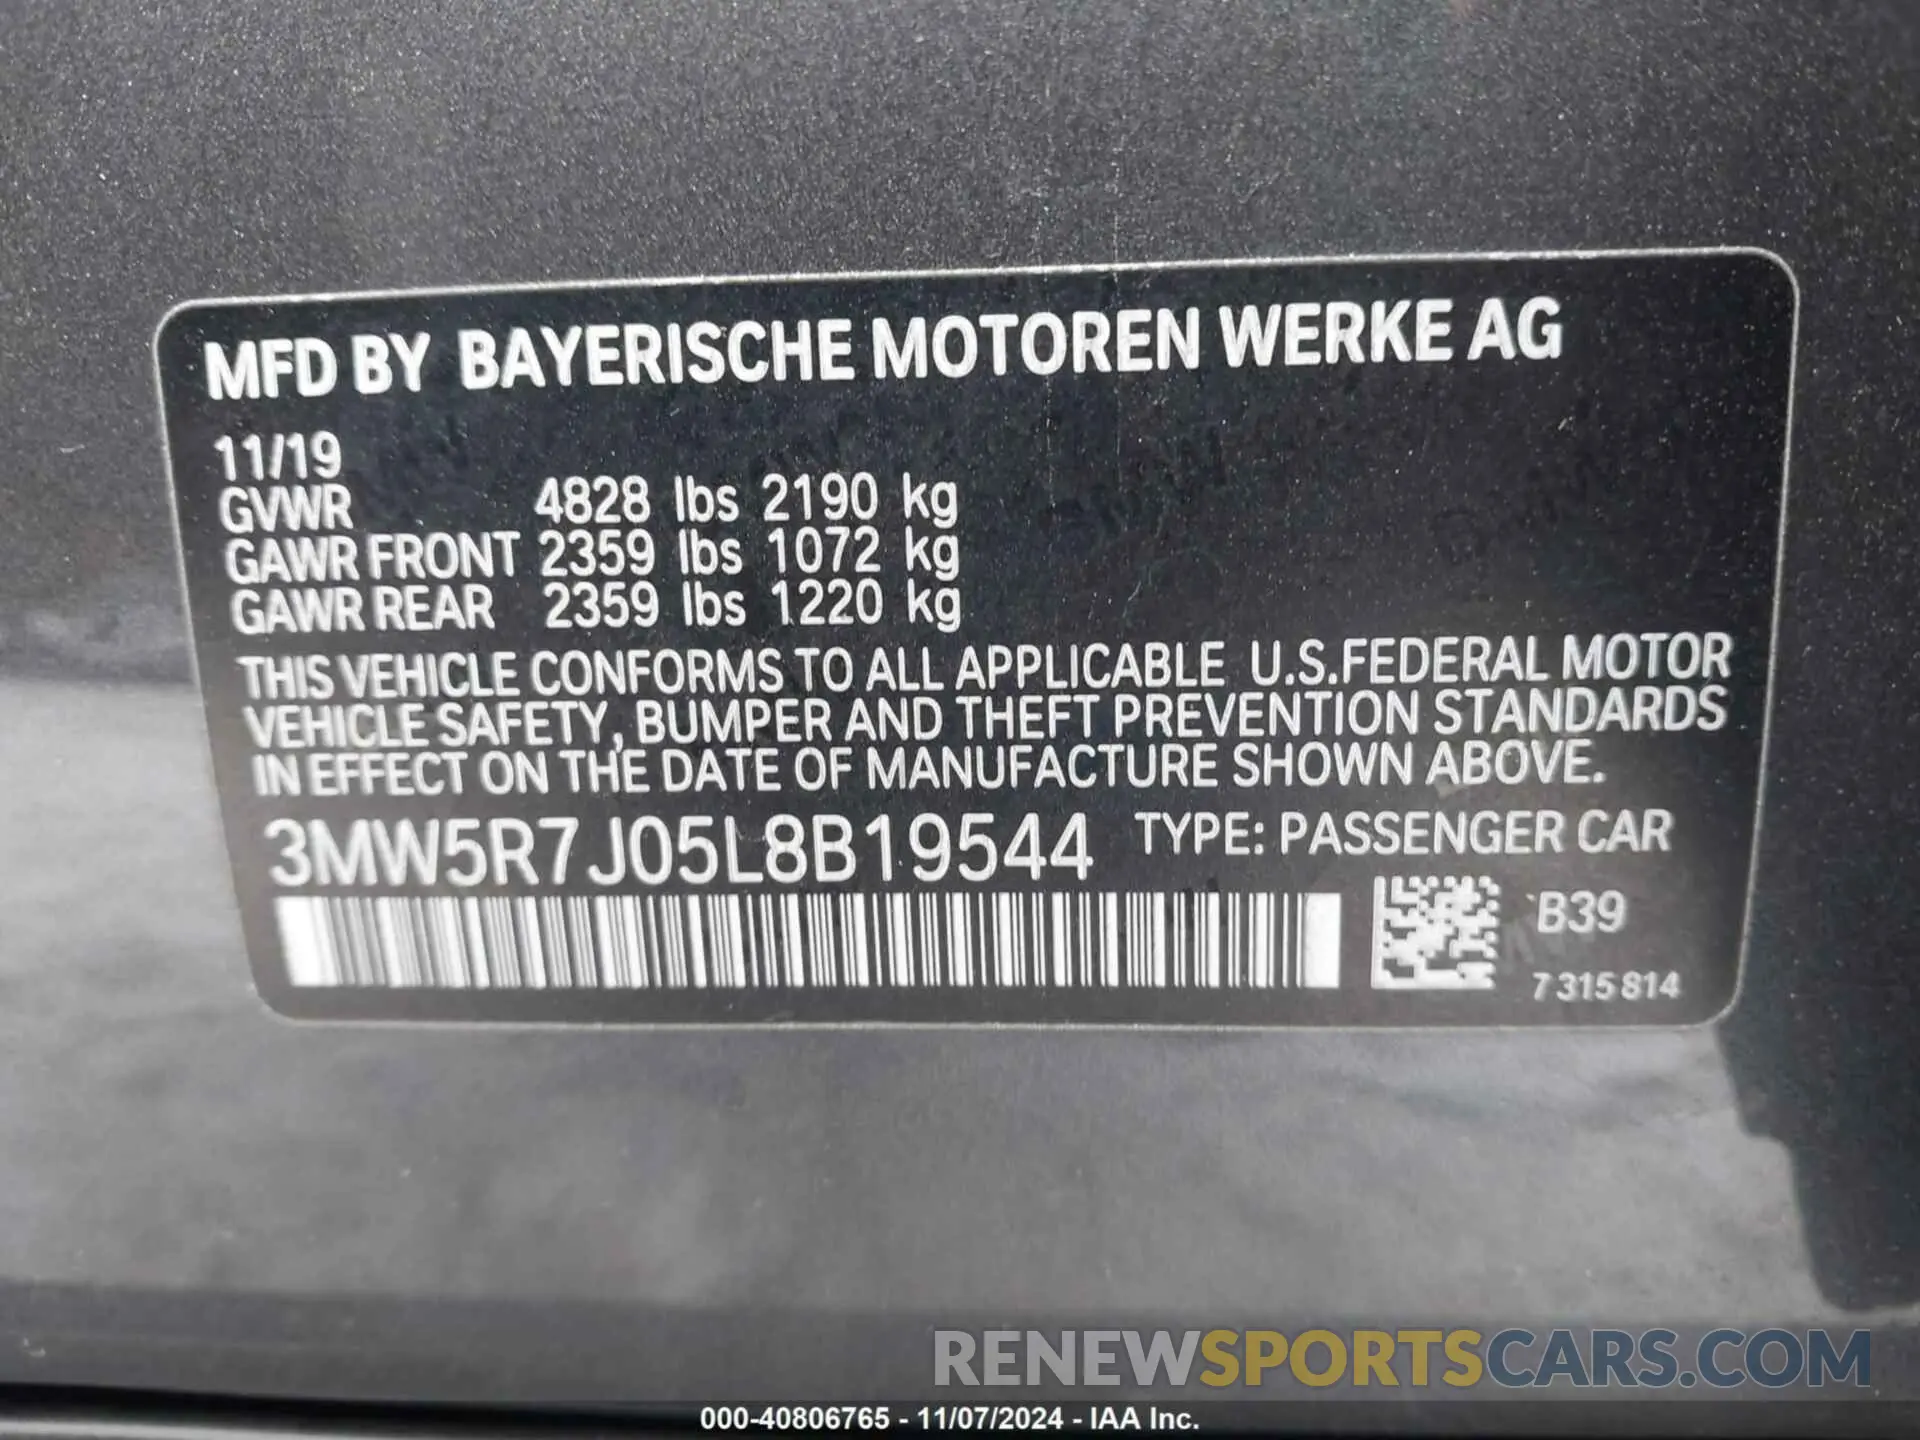 MFD BY BAYERISCHE MOTOREN WERKE AG
11/19
GVWR 4828 lbs 2190 kg
GAWR FRONT 2359 lbs 1072 kg
GAWR REAR 2359 lbs 1220 kg
THIS VEHICLE CONFORMS TO ALL APPLICABLE U.S.FEDERAL MOTOR
VEHICLE SAFETY, BUMPER AND THEFT PREVENTION STANDARDS
IN EFFECT ON THE DATE OF MANUFACTURE SHOWN ABOVE.
3MW5R7J05L8B19544 TYPE: PASSENGER CAR
B39
7 315 814
RENEWSPORTSCARS.COM
000-40806765 - 11/07/2024 - IAA Inc.